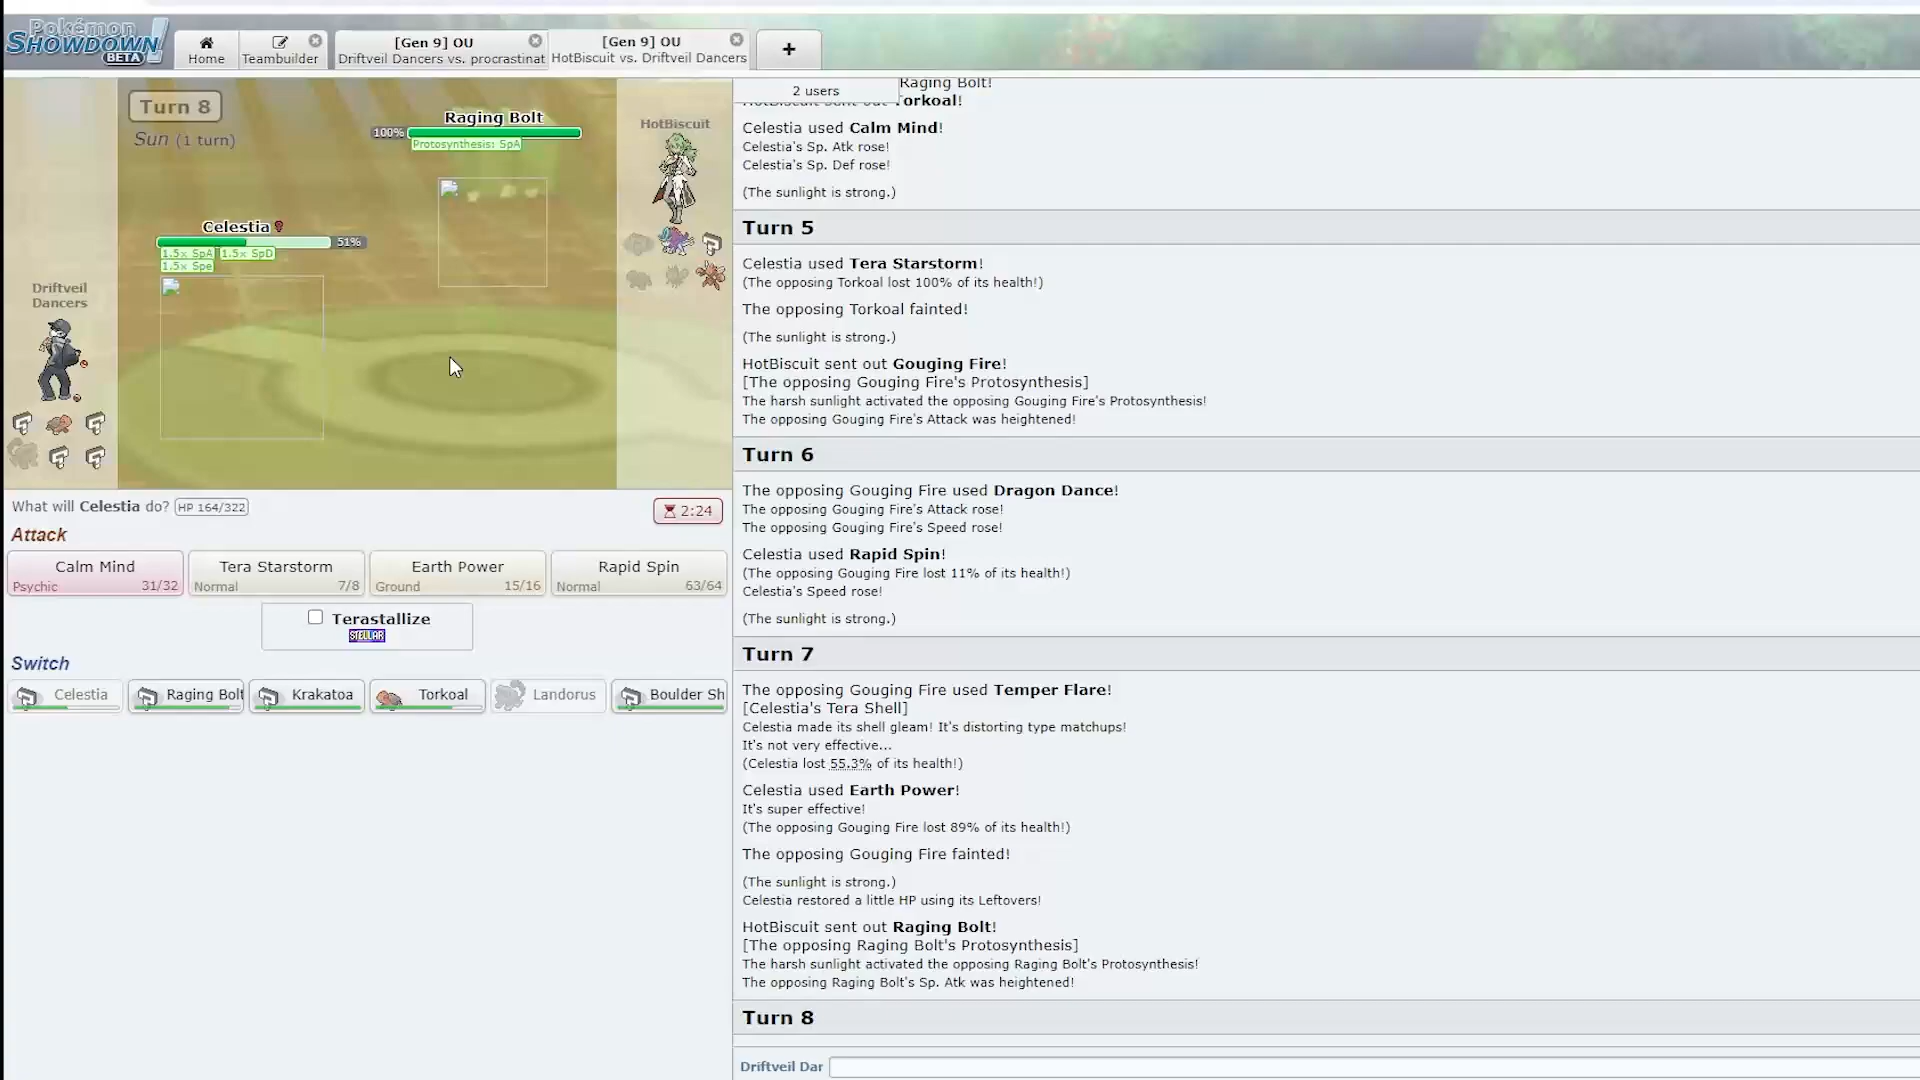 Pokémon
SHOWDOWN!
BETA
Home
Teambuilder
[Gen 9] OU
Driftveil Dancers vs. procrastinat
[Gen 9] OU
HotBiscuit vs. Driftveil Dancers
+
Turn 8
Sun (1 turn)
Raging Bolt
100%
Protosynthesis: SpA
HotBiscuit
Celestia
51%
1.5× SpA 1.5× SpD
1.5× Spe
Driftveil
Dancers
What will Celestia do? HP 164/322
2:24
Attack
Calm Mind
Psychic 31/32
Tera Starstorm
Normal 7/8
Earth Power
Ground 15/16
Rapid Spin
Normal 63/64
Terastallize
STELLAR
Switch
Celestia
Raging Bolt
Krakatoa
Torkoal
Landorus
Boulder Sh
2 users
Raging Bolt!
Torkoal!
Celestia used Calm Mind!
Celestia's Sp. Atk rose!
Celestia's Sp. Def rose!
(The sunlight is strong.)
Turn 5
Celestia used Tera Starstorm!
(The opposing Torkoal lost 100% of its health!)
The opposing Torkoal fainted!
(The sunlight is strong.)
HotBiscuit sent out Gouging Fire!
[The opposing Gouging Fire's Protosynthesis]
The harsh sunlight activated the opposing Gouging Fire's Protosynthesis!
The opposing Gouging Fire's Attack was heightened!
Turn 6
The opposing Gouging Fire used Dragon Dance!
The opposing Gouging Fire's Attack rose!
The opposing Gouging Fire's Speed rose!
Celestia used Rapid Spin!
(The opposing Gouging Fire lost 11% of its health!)
Celestia's Speed rose!
(The sunlight is strong.)
Turn 7
The opposing Gouging Fire used Temper Flare!
[Celestia's Tera Shell]
Celestia made its shell gleam! It's distorting type matchups!
It's not very effective...
(Celestia lost 55.3% of its health!)
Celestia used Earth Power!
It's super effective!
(The opposing Gouging Fire lost 89% of its health!)
The opposing Gouging Fire fainted!
(The sunlight is strong.)
Celestia restored a little HP using its Leftovers!
HotBiscuit sent out Raging Bolt!
[The opposing Raging Bolt's Protosynthesis]
The harsh sunlight activated the opposing Raging Bolt's Protosynthesis!
The opposing Raging Bolt's Sp. Atk was heightened!
Turn 8
Driftveil Dar